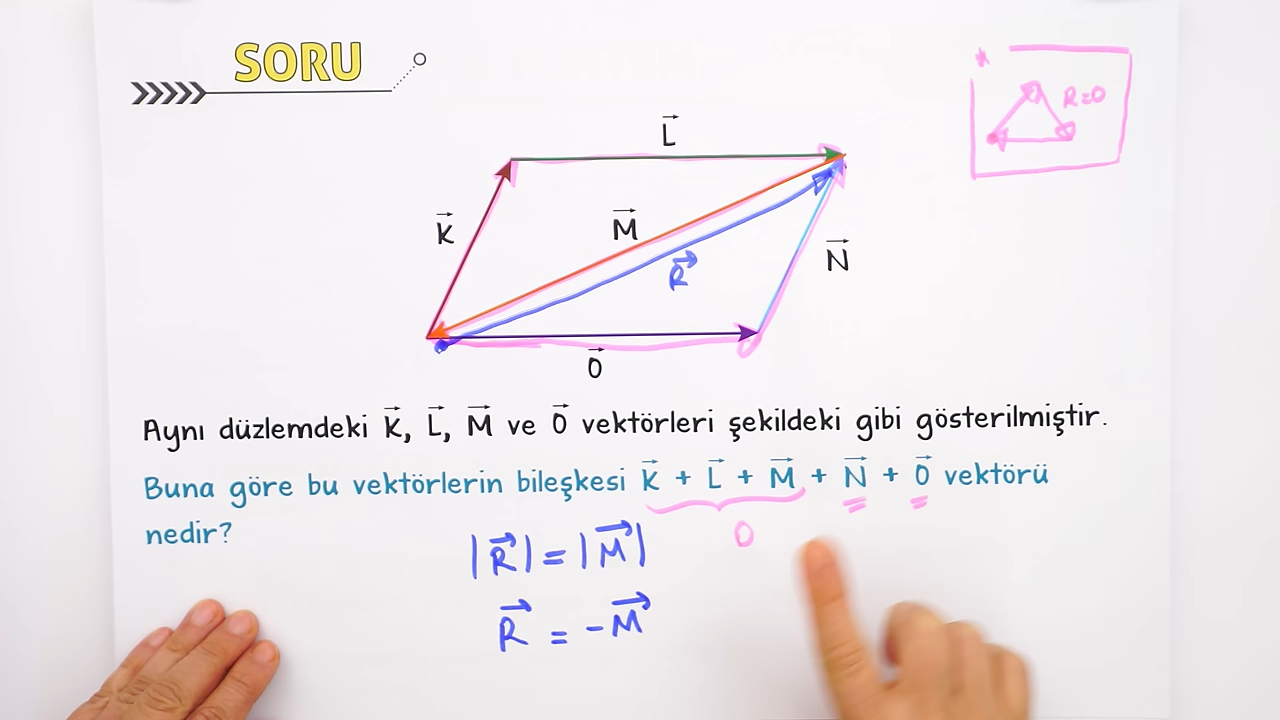 SORU
R=0
L⃗
K⃗
M⃗
R⃗
N⃗
O⃗
Aynı düzlemdeki K⃗, L⃗, M⃗ ve O⃗ vektörleri şekildeki gibi gösterilmiştir.
Buna göre bu vektörlerin bileşkesi K⃗ + L⃗ + M⃗ + N⃗ + O⃗ vektörü
nedir?
0
|R⃗| = |M⃗|
R⃗ = -M⃗